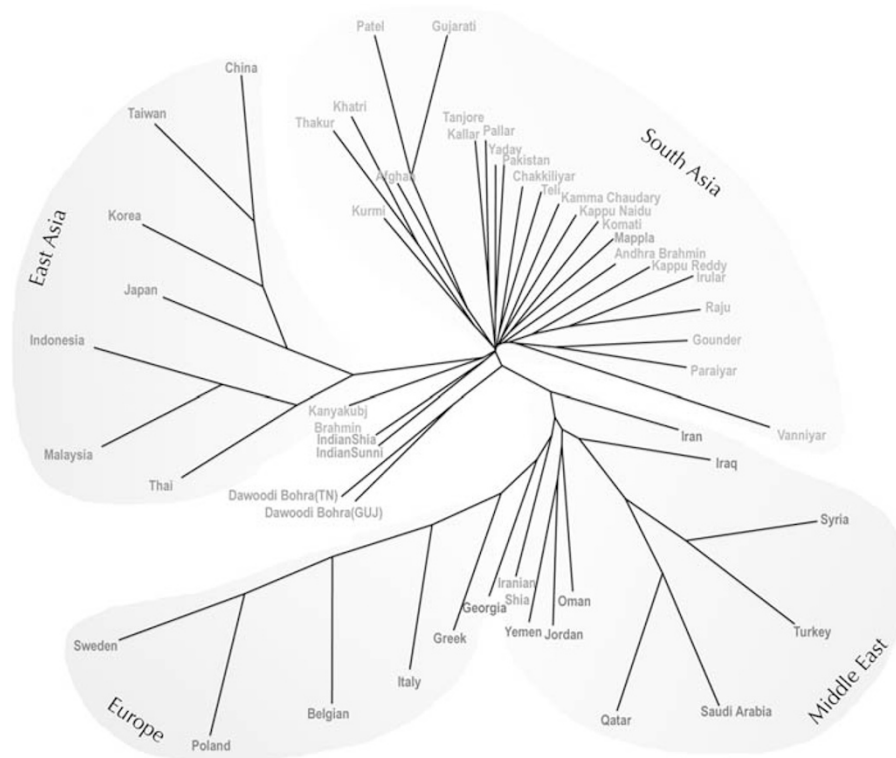 Patel
Gujarati
China
Taiwan
Khatri
Thakur
Tanjore
Kallar
Pallar
Yadav
Pakistan
South Asia
Afghan
Chakkiliyar
Teli
Kamma Chaudary
Kappu Naidu
Komati
Mappla
Andhra Brahmin
Kappu Reddy
Irular
Kurmi
Korea
East Asia
Japan
Raju
Indonesia
Gounder
Paraiyar
Kanyakubj
Brahmin
IndianShia
IndianSunni
Iran
Vanniyar
Malaysia
Iraq
Thai
Dawoodi Bohra(TN)
Dawoodi Bohra(GUJ)
Syria
Iranian
Shia
Georgia
Oman
Sweden
Greek
Yemen
Jordan
Turkey
Italy
Middle East
Europe
Belgian
Poland
Qatar
Saudi Arabia